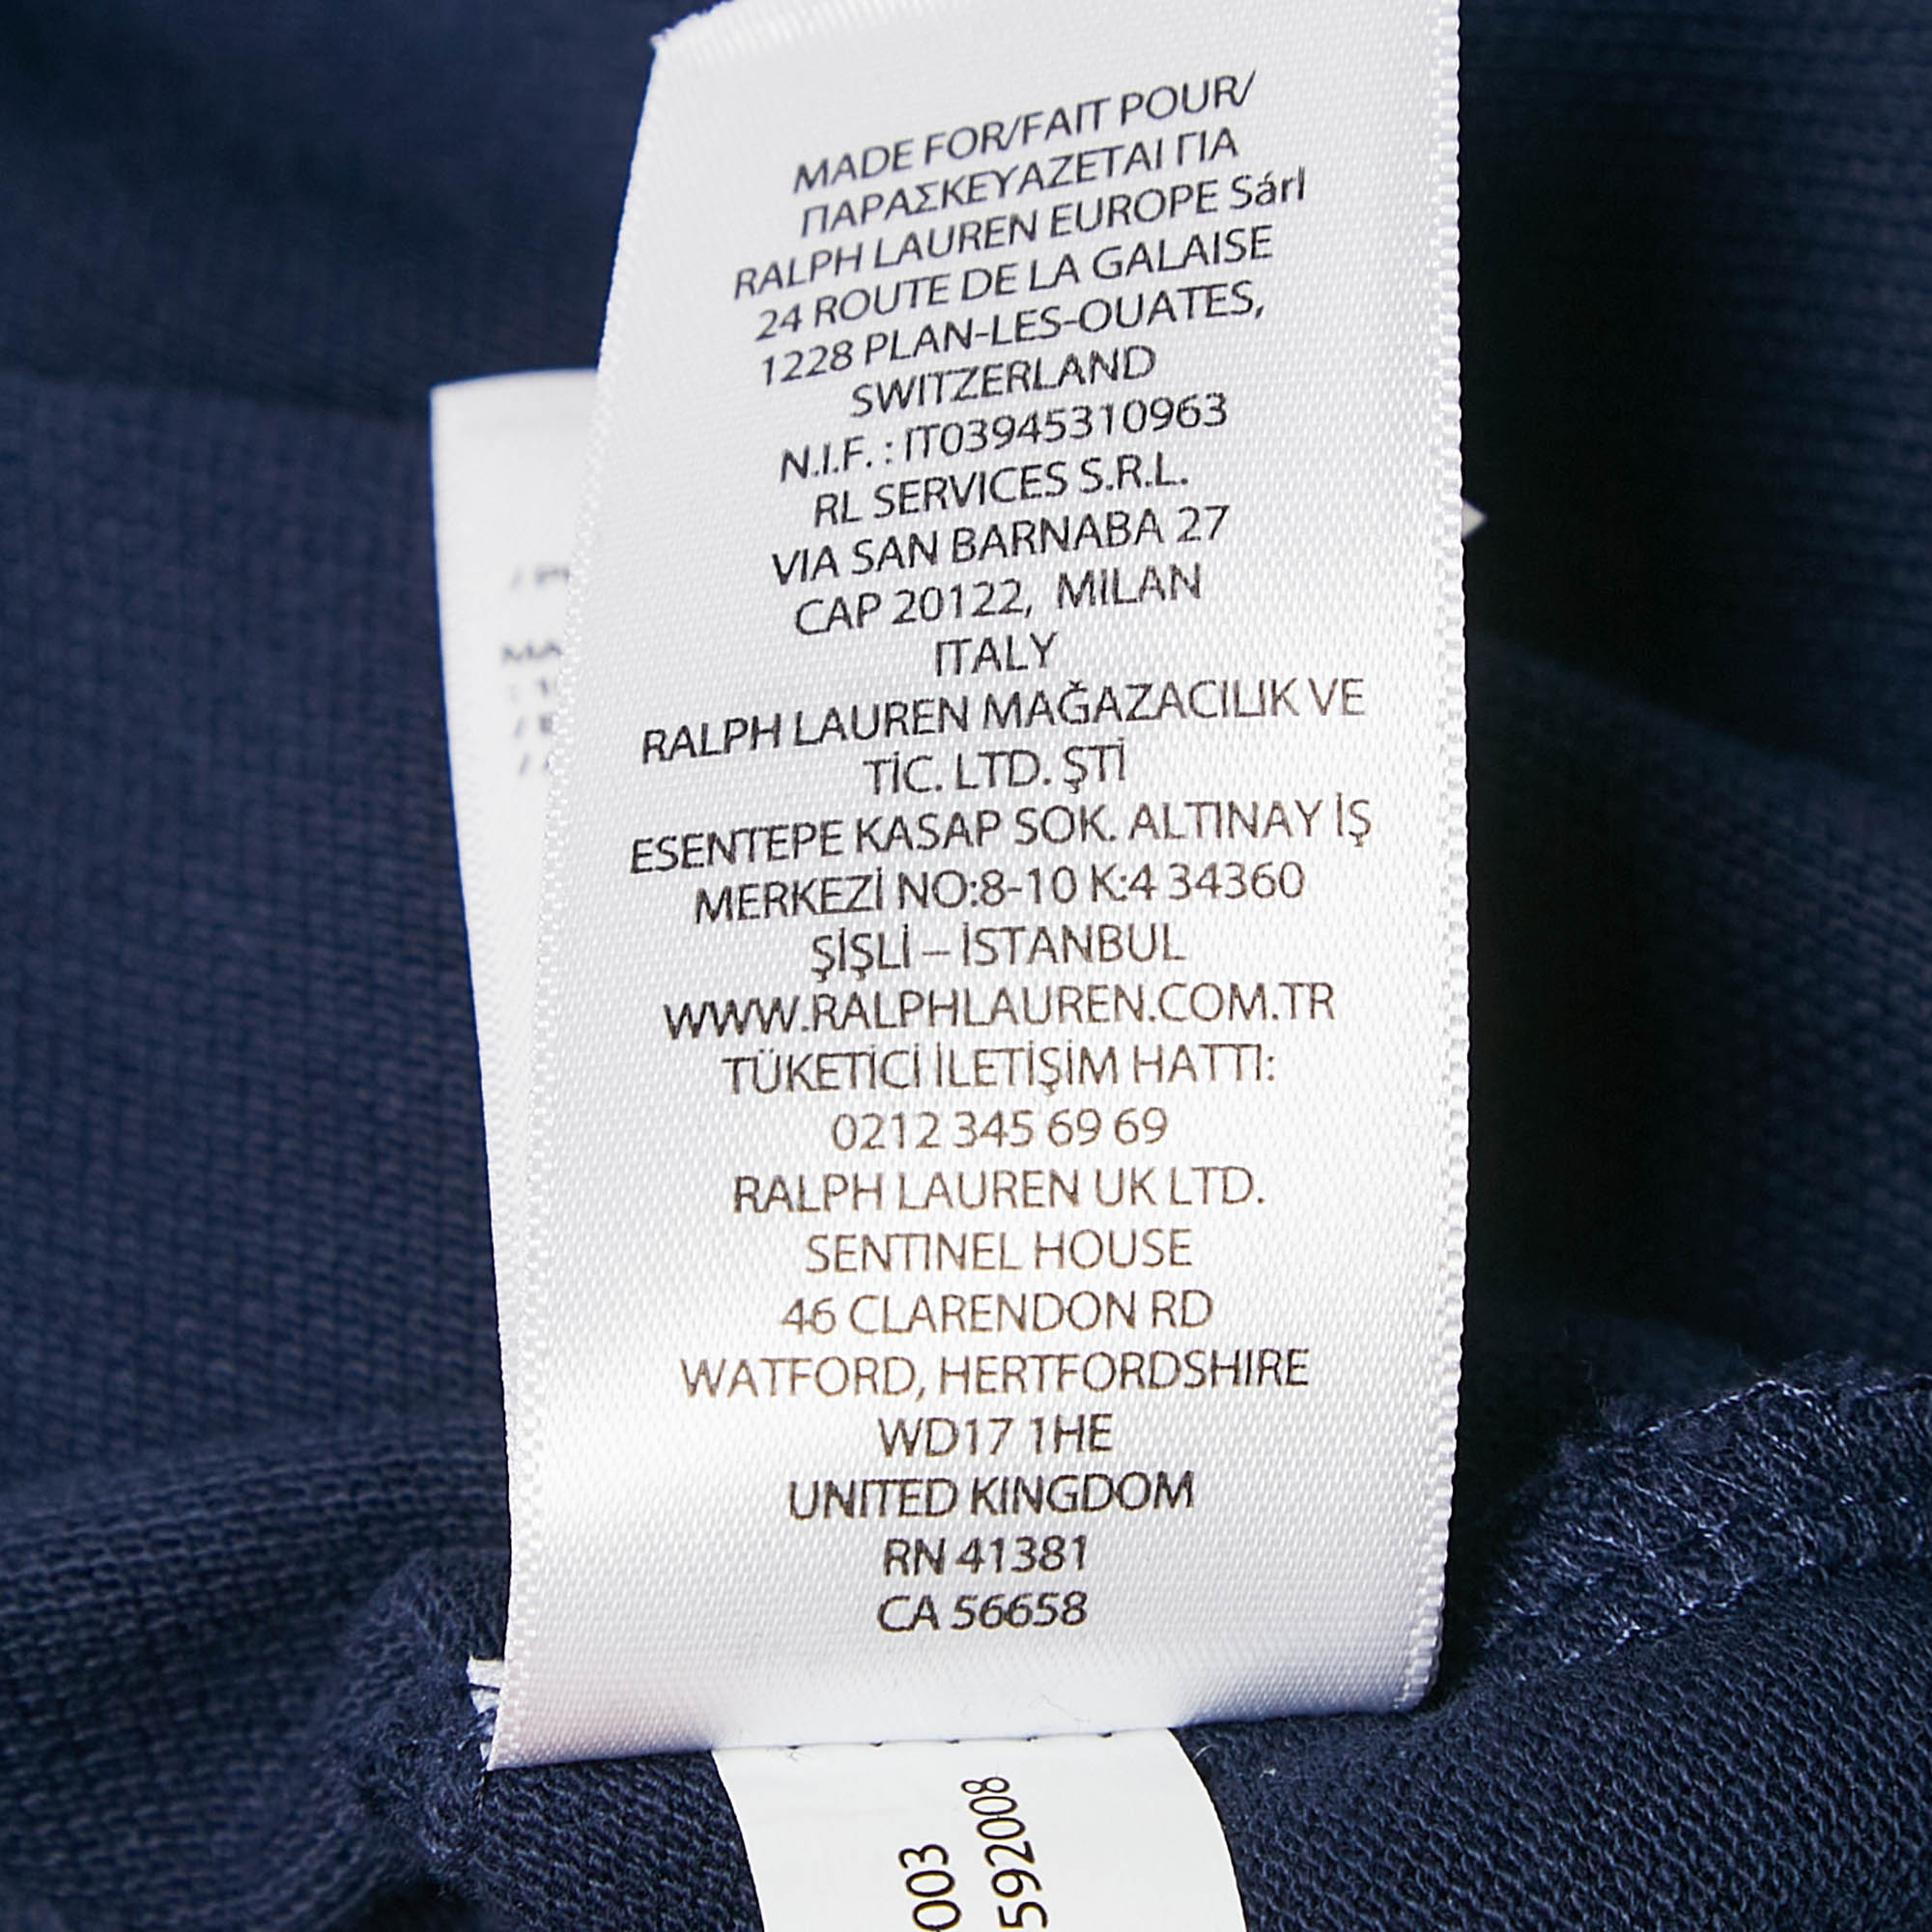 MADE FOR/FAIT POUR/
ΠΑΡΑΣΚΕΥΑΖΕΤΑΙ ΓΙΑ
RALPH LAUREN EUROPE Sárl
24 ROUTE DE LA GALAISE
1228 PLAN-LES-OUATES,
SWITZERLAND
N.I.F. : IT03945310963
RL SERVICES S.R.L.
VIA SAN BARNABA 27
CAP 20122, MILAN
ITALY
RALPH LAUREN MAĞAZACILIK VE
TİC. LTD. ŞTİ
ESENTEPE KASAP SOK. ALTINAY İŞ
MERKEZİ NO:8-10 K:4 34360
ŞİŞLİ – İSTANBUL
WWW.RALPHLAUREN.COM.TR
TÜKETİCİ İLETİŞİM HATTI:
0212 345 69 69
RALPH LAUREN UK LTD.
SENTINEL HOUSE
46 CLARENDON RD
WATFORD, HERTFORDSHIRE
WD17 1HE
UNITED KINGDOM
RN 41381
CA 56658
003
592008